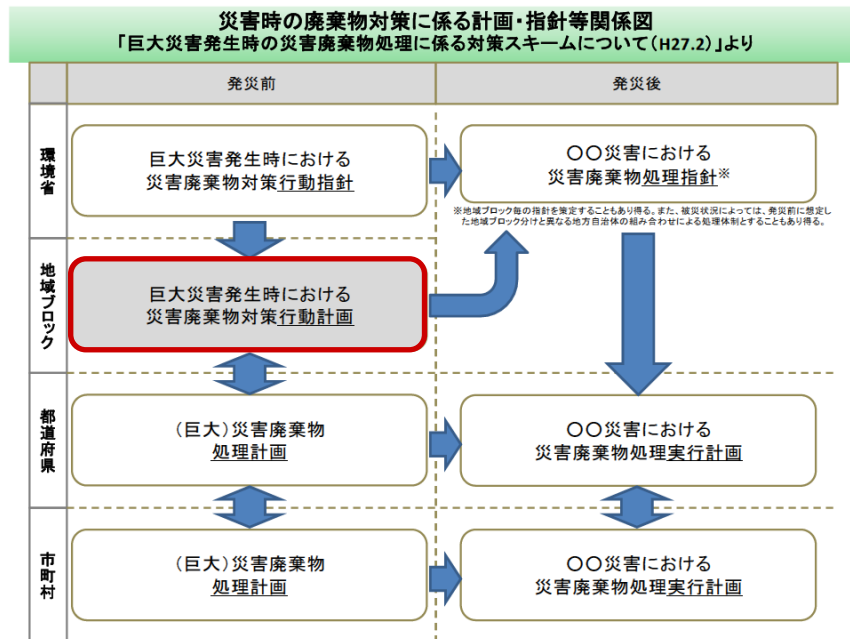 災害時の廃棄物対策に係る計画・指針等関係図
「巨大災害発生時の災害廃棄物処理に係る対策スキームについて(H27.2)」より
発災前
発災後
環境省
巨大災害発生時における
災害廃棄物対策行動指針
〇〇災害における
災害廃棄物処理指針※
※地域ブロック毎の指針を策定することもあり得る。また、被災状況によっては、発災前に想定し
た地域ブロック分けと異なる地方自治体の組み合わせによる処理体制とすることもあり得る。
地域ブロック
巨大災害発生時における
災害廃棄物対策行動計画
都道府県
(巨大)災害廃棄物
処理計画
〇〇災害における
災害廃棄物処理実行計画
市町村
(巨大)災害廃棄物
処理計画
〇〇災害における
災害廃棄物処理実行計画